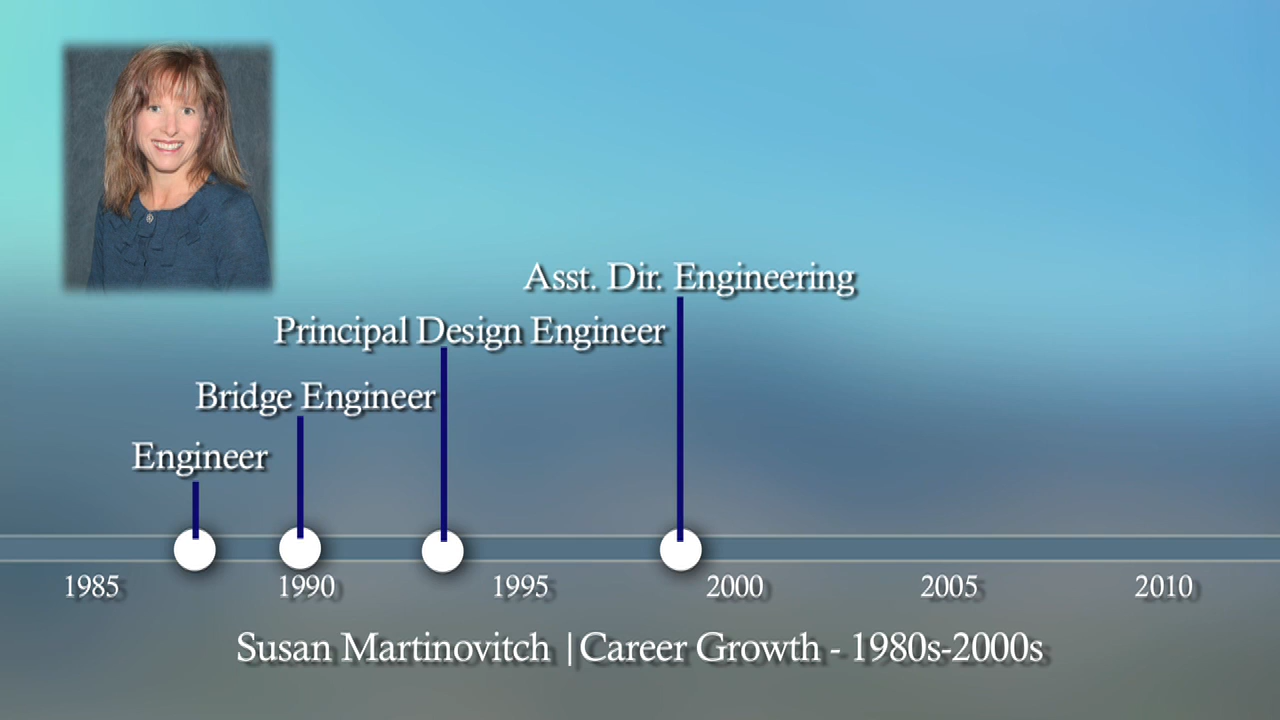 Asst. Dir. Engineering
Principal Design Engineer
Bridge Engineer
Engineer
1985 1990 1995 2000 2005 2010
Susan Martinovitch |Career Growth - 1980s-2000s